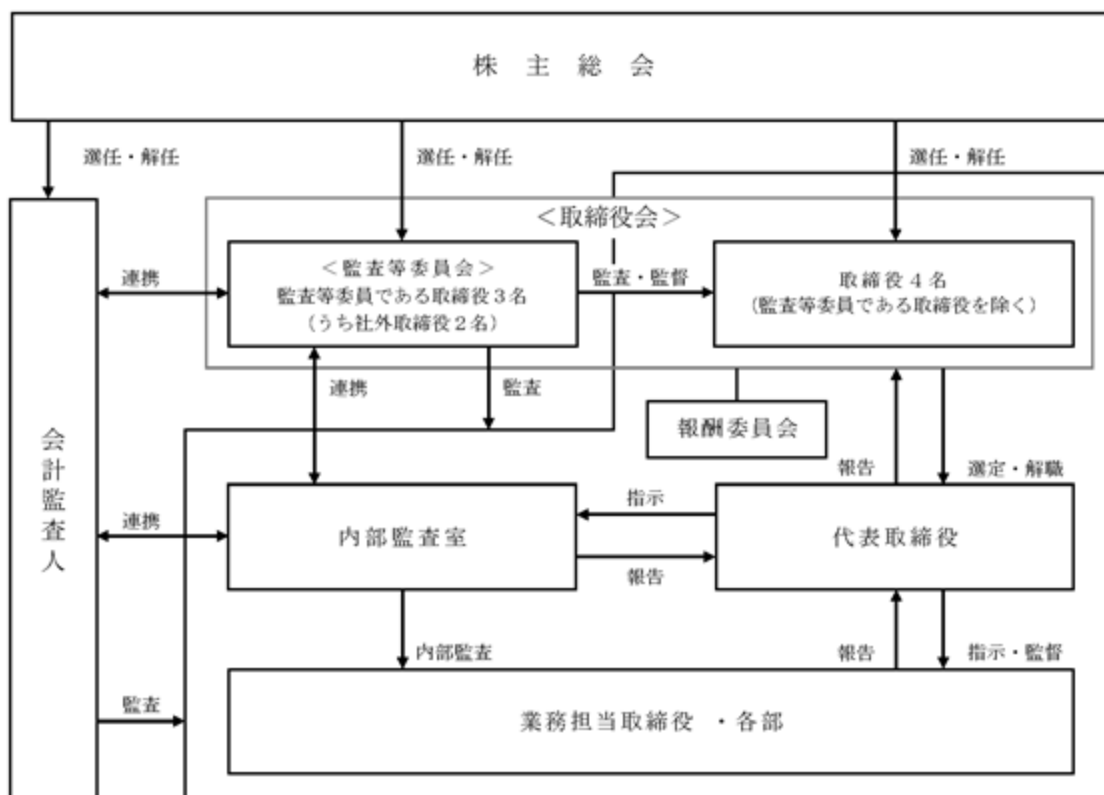 株主総会
選任・解任
選任・解任
選任・解任
＜取締役会＞
＜監査等委員会＞
監査等委員である取締役３名
（うち社外取締役２名）
監査・監督
取締役４名
（監査等委員である取締役を除く）
連携
連携
監査
報酬委員会
報告
選定・解職
会計監査人
連携
内部監査室
指示
報告
代表取締役
内部監査
報告
指示・監督
監査
業務担当取締役 ・各部